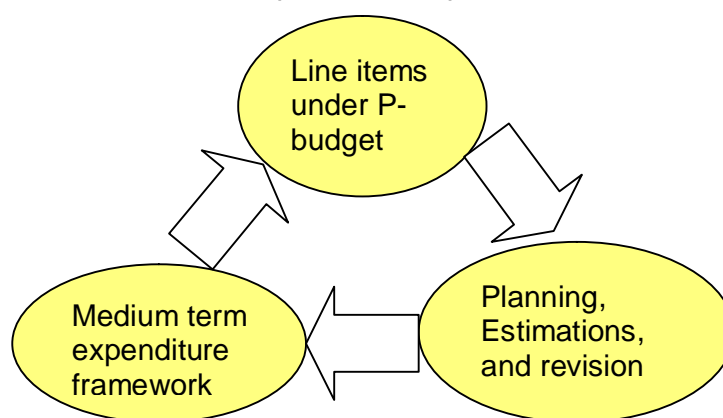 Line items
under P-
budget
Planning,
Estimations,
and revision
Medium term
expenditure
framework